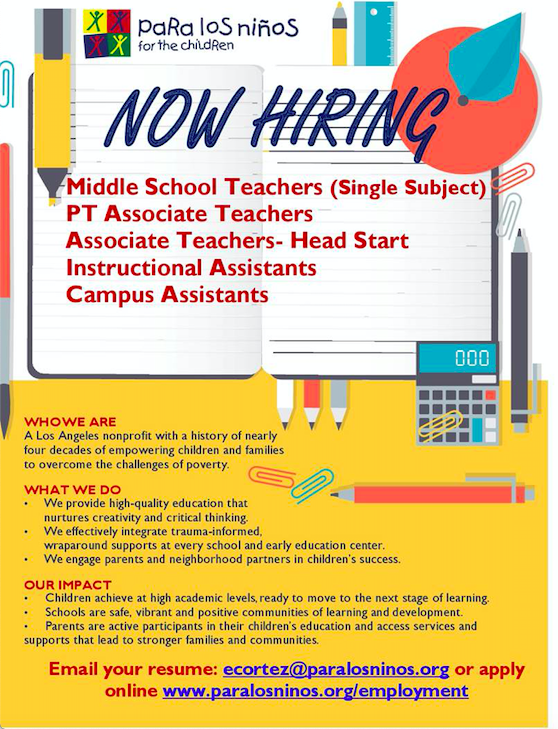 paRa los niños
for the childRen
NOW HIRING
Middle School Teachers (Single Subject)
PT Associate Teachers
Associate Teachers- Head Start
Instructional Assistants
Campus Assistants
000
WHO WE ARE
A Los Angeles nonprofit with a history of nearly
four decades of empowering children and families
to overcome the challenges of poverty.
WHAT WE DO
• We provide high-quality education that
nurtures creativity and critical thinking.
• We effectively integrate trauma-informed,
wraparound supports at every school and early education center.
• We engage parents and neighborhood partners in children's success.
OUR IMPACT
• Children achieve at high academic levels, ready to move to the next stage of learning.
• Schools are safe, vibrant and positive communities of learning and development.
• Parents are active participants in their children's education and access services and
supports that lead to stronger families and communities.
Email your resume: ecortez@paralosninos.org or apply
online www.paralosninos.org/employment